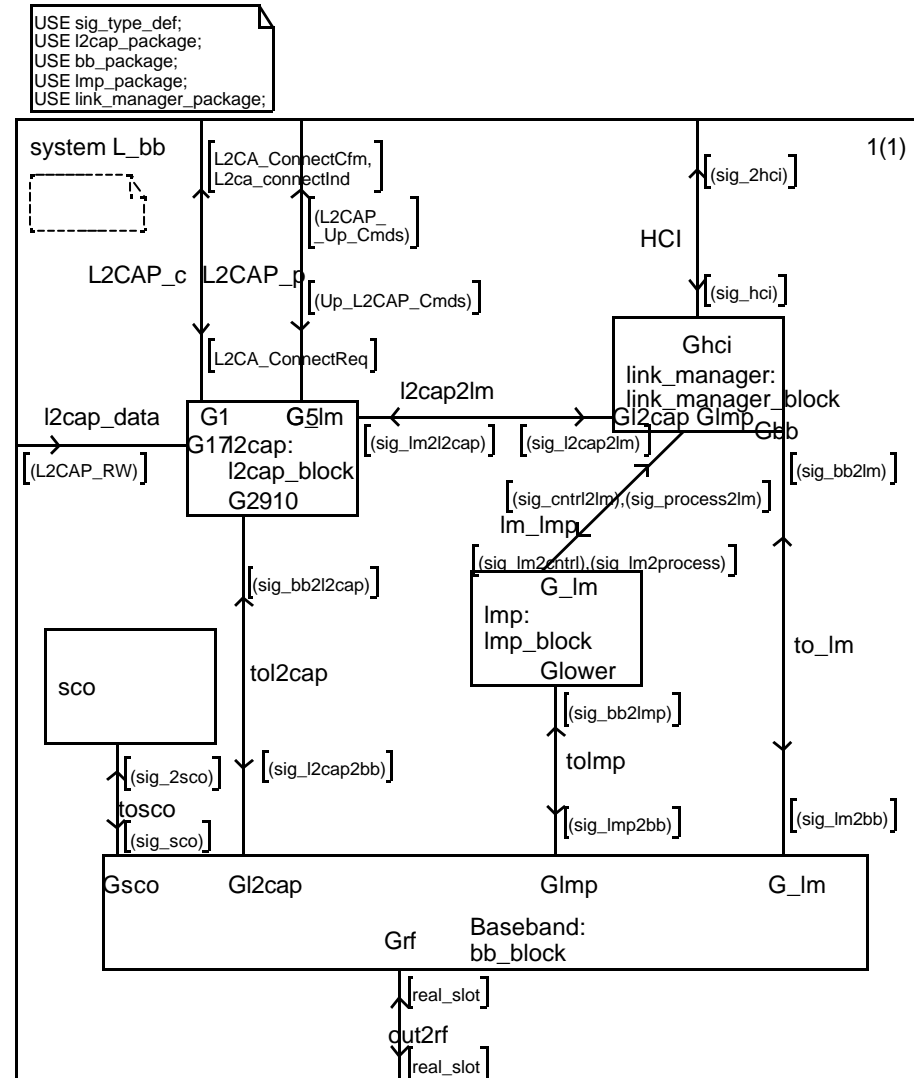 USE sig_type_def;
USE l2cap_package;
USE bb_package;
USE lmp_package;
USE link_manager_package;
system L_bb
1(1)
L2CA_ConnectCfm,
L2ca_connectInd
(sig_2hci)
(L2CAP_
_Up_Cmds)
HCI
L2CAP_c
L2CAP_p
(Up_L2CAP_Cmds)
(sig_hci)
L2CA_ConnectReq
Ghci
link_manager:
link_manager_block
l2cap2lm
l2cap_data
G1
G5lm
Gl2cap
Glmp
Gbb
G17
l2cap:
l2cap_block
G2910
(L2CAP_RW)
(sig_lm2l2cap)
(sig_l2cap2lm)
(sig_bb2lm)
(sig_cntrl2lm),(sig_process2lm)
lm_lmp
(sig_lm2cntrl),(sig_lm2process)
(sig_bb2l2cap)
G_lm
lmp:
lmp_block
Glower
sco
tol2cap
to_lm
(sig_bb2lmp)
(sig_2sco)
(sig_l2cap2bb)
tolmp
tosco
(sig_sco)
(sig_lmp2bb)
(sig_lm2bb)
Gsco
Gl2cap
Glmp
G_lm
Grf
Baseband:
bb_block
real_slot
out2rf
real_slot